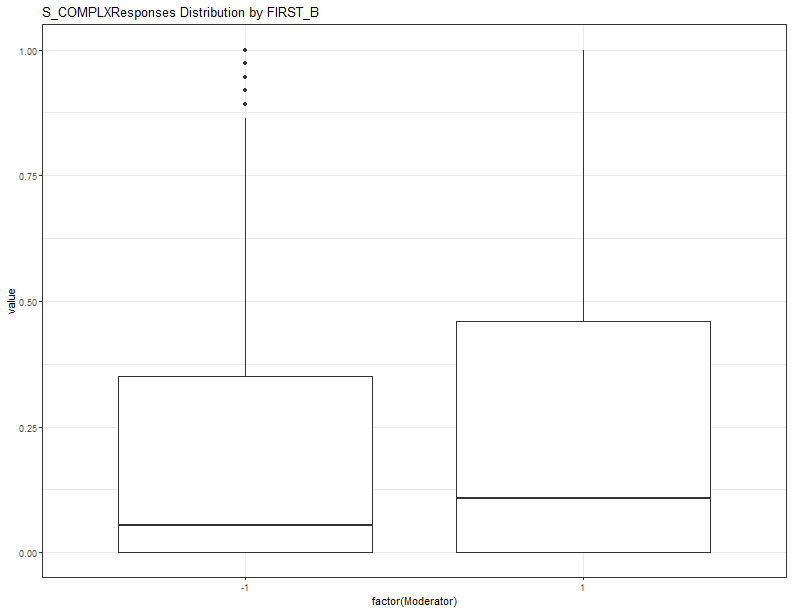 S_COMPLXResponses Distribution by FIRST_B
1.00
0.75
0.50
0.25
0.00
value
-1
1
factor(Moderator)